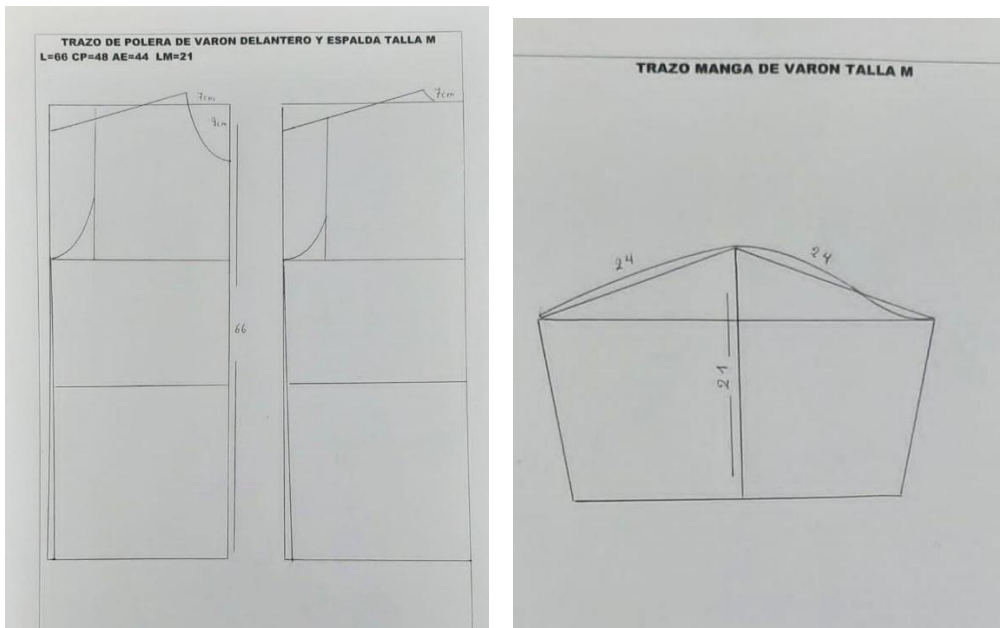 TRAZO DE POLERA DE VARON DELANTERO Y ESPALDA TALLA M
L=66 CP=48 AE=44 LM=21
7cm
9cm
66
7cm
TRAZO MANGA DE VARON TALLA M
24
24
21